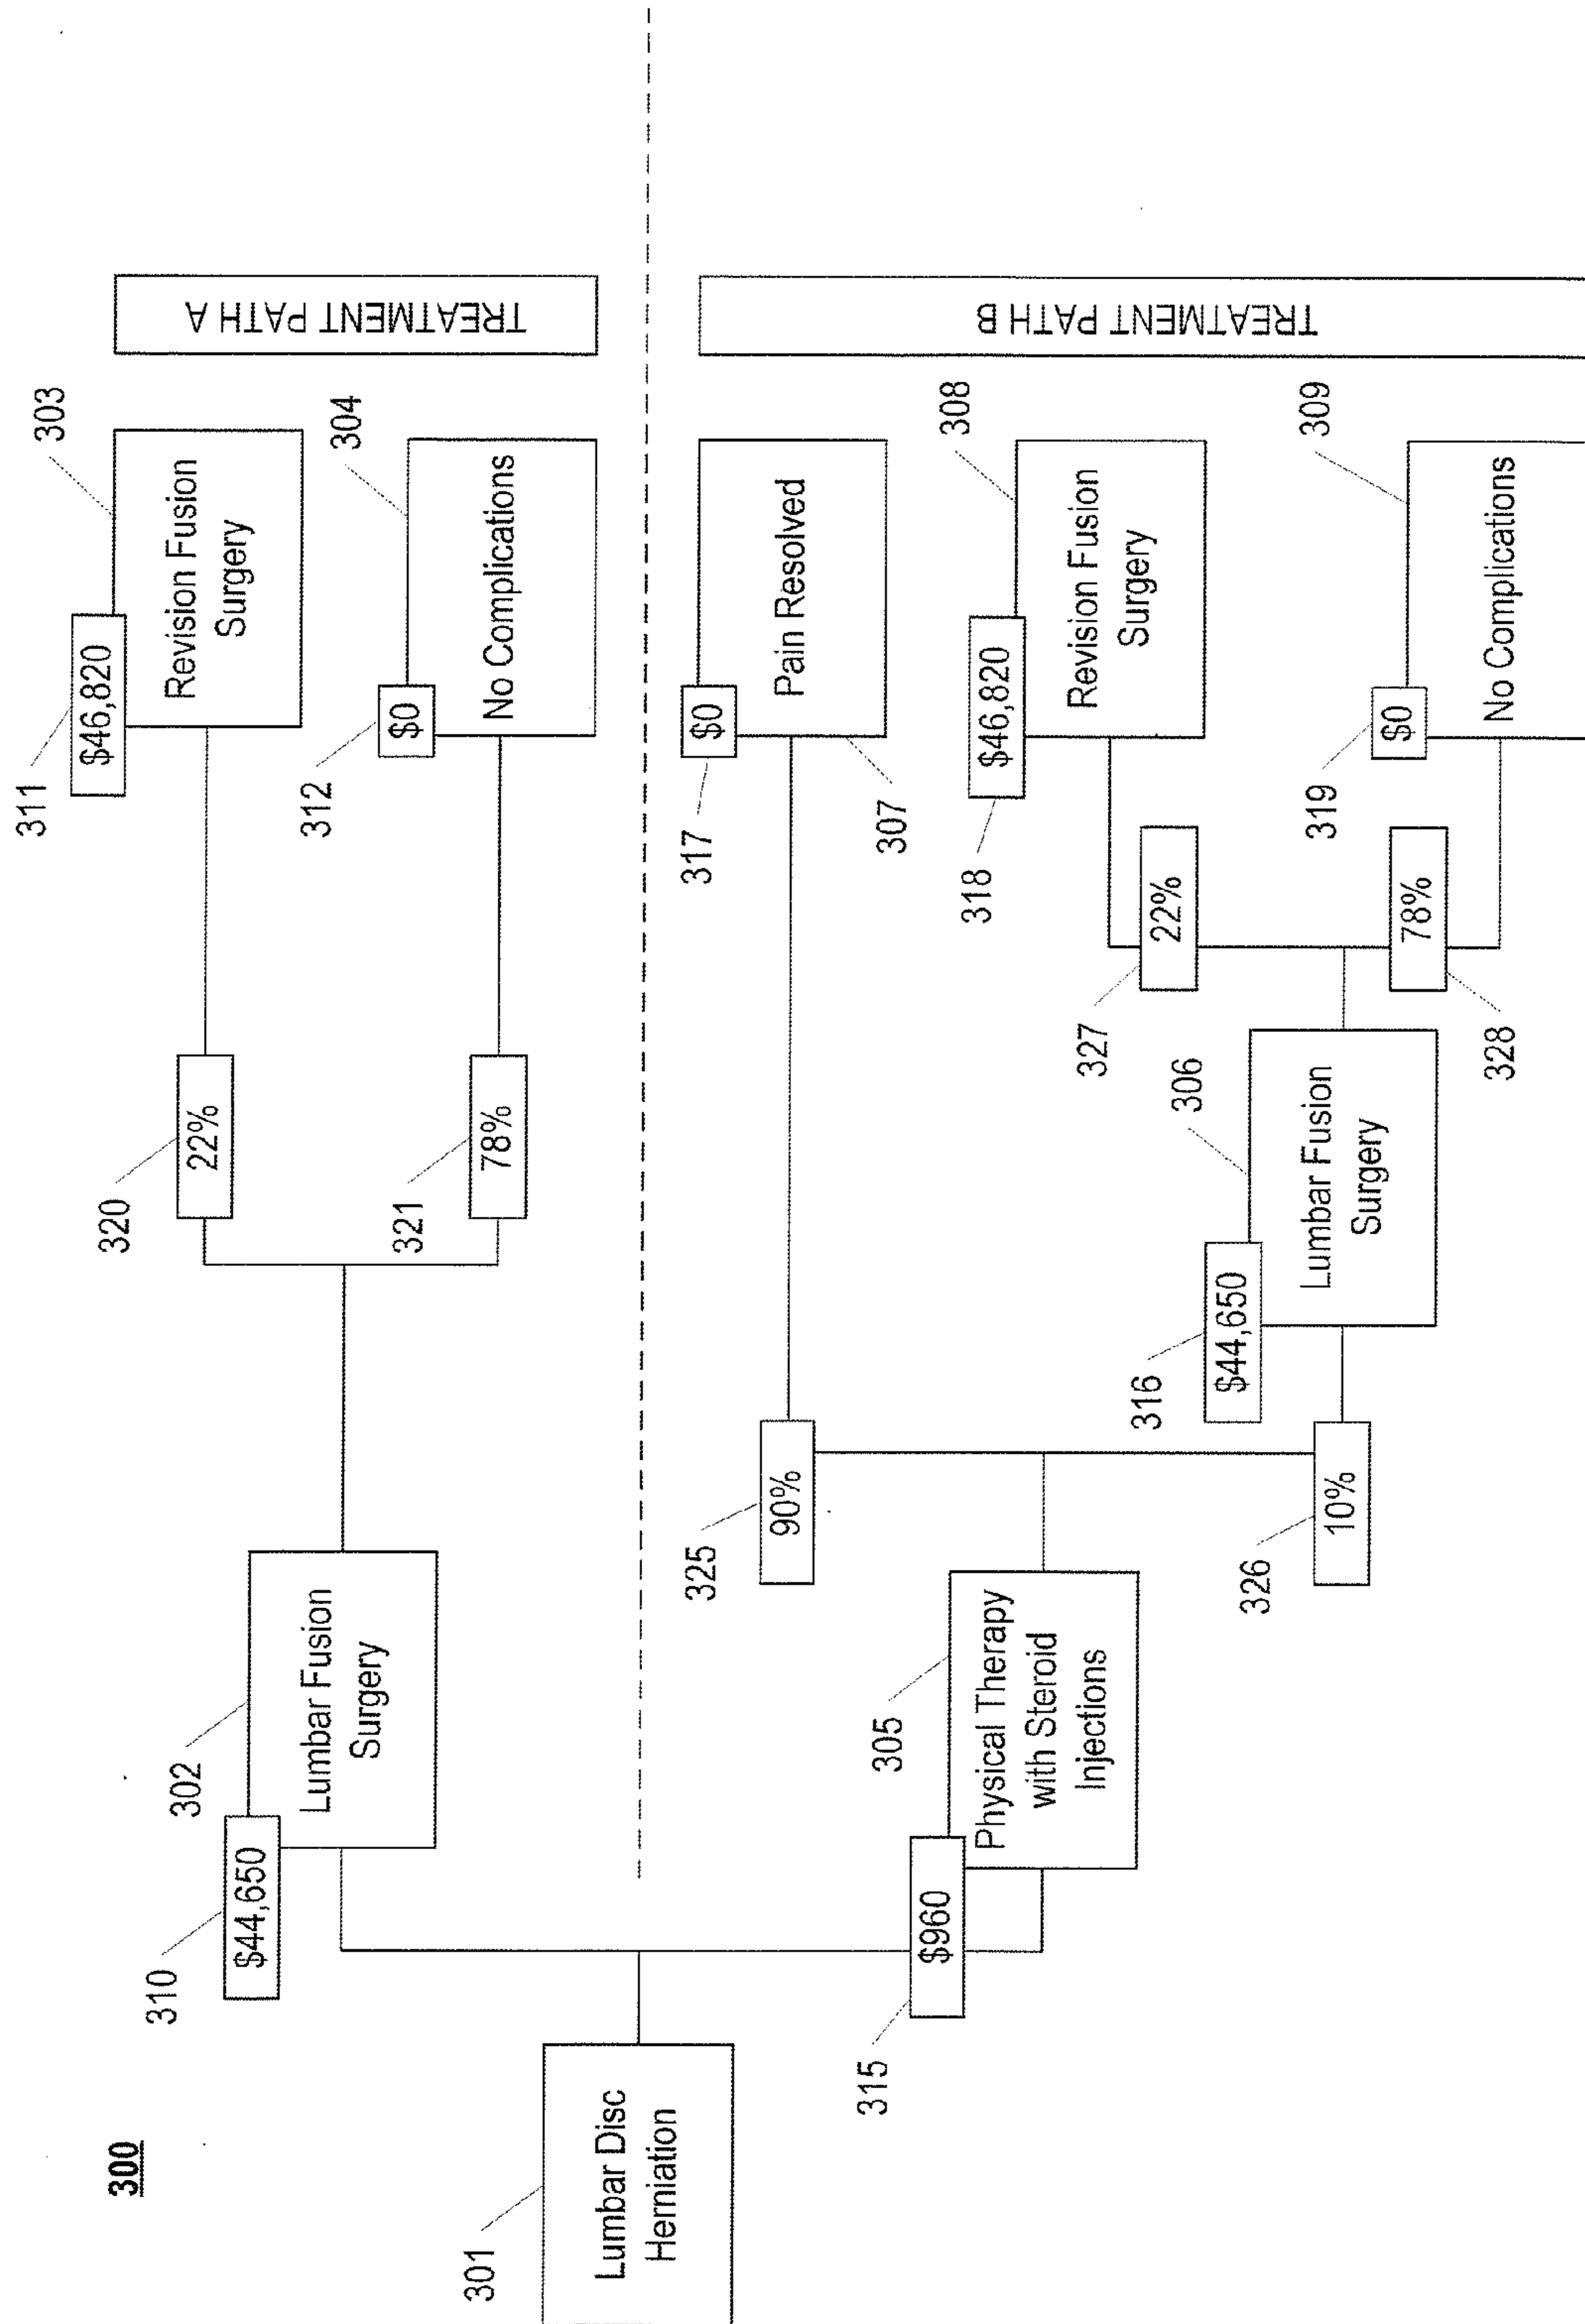 300
301
Lumbar Disc
Herniation
310
$44,650
302
Lumbar Fusion
Surgery
320
22%
321
78%
311
$46,820
303
Revision Fusion
Surgery
312
$0
304
No Complications
TREATMENT PATH A
315
$960
305
Physical Therapy
with Steroid
Injections
325
90%
326
10%
317
$0
Pain Resolved
307
316
$44,650
306
Lumbar Fusion
Surgery
327
22%
328
78%
318
$46,820
308
Revision Fusion
Surgery
319
$0
309
No Complications
TREATMENT PATH B